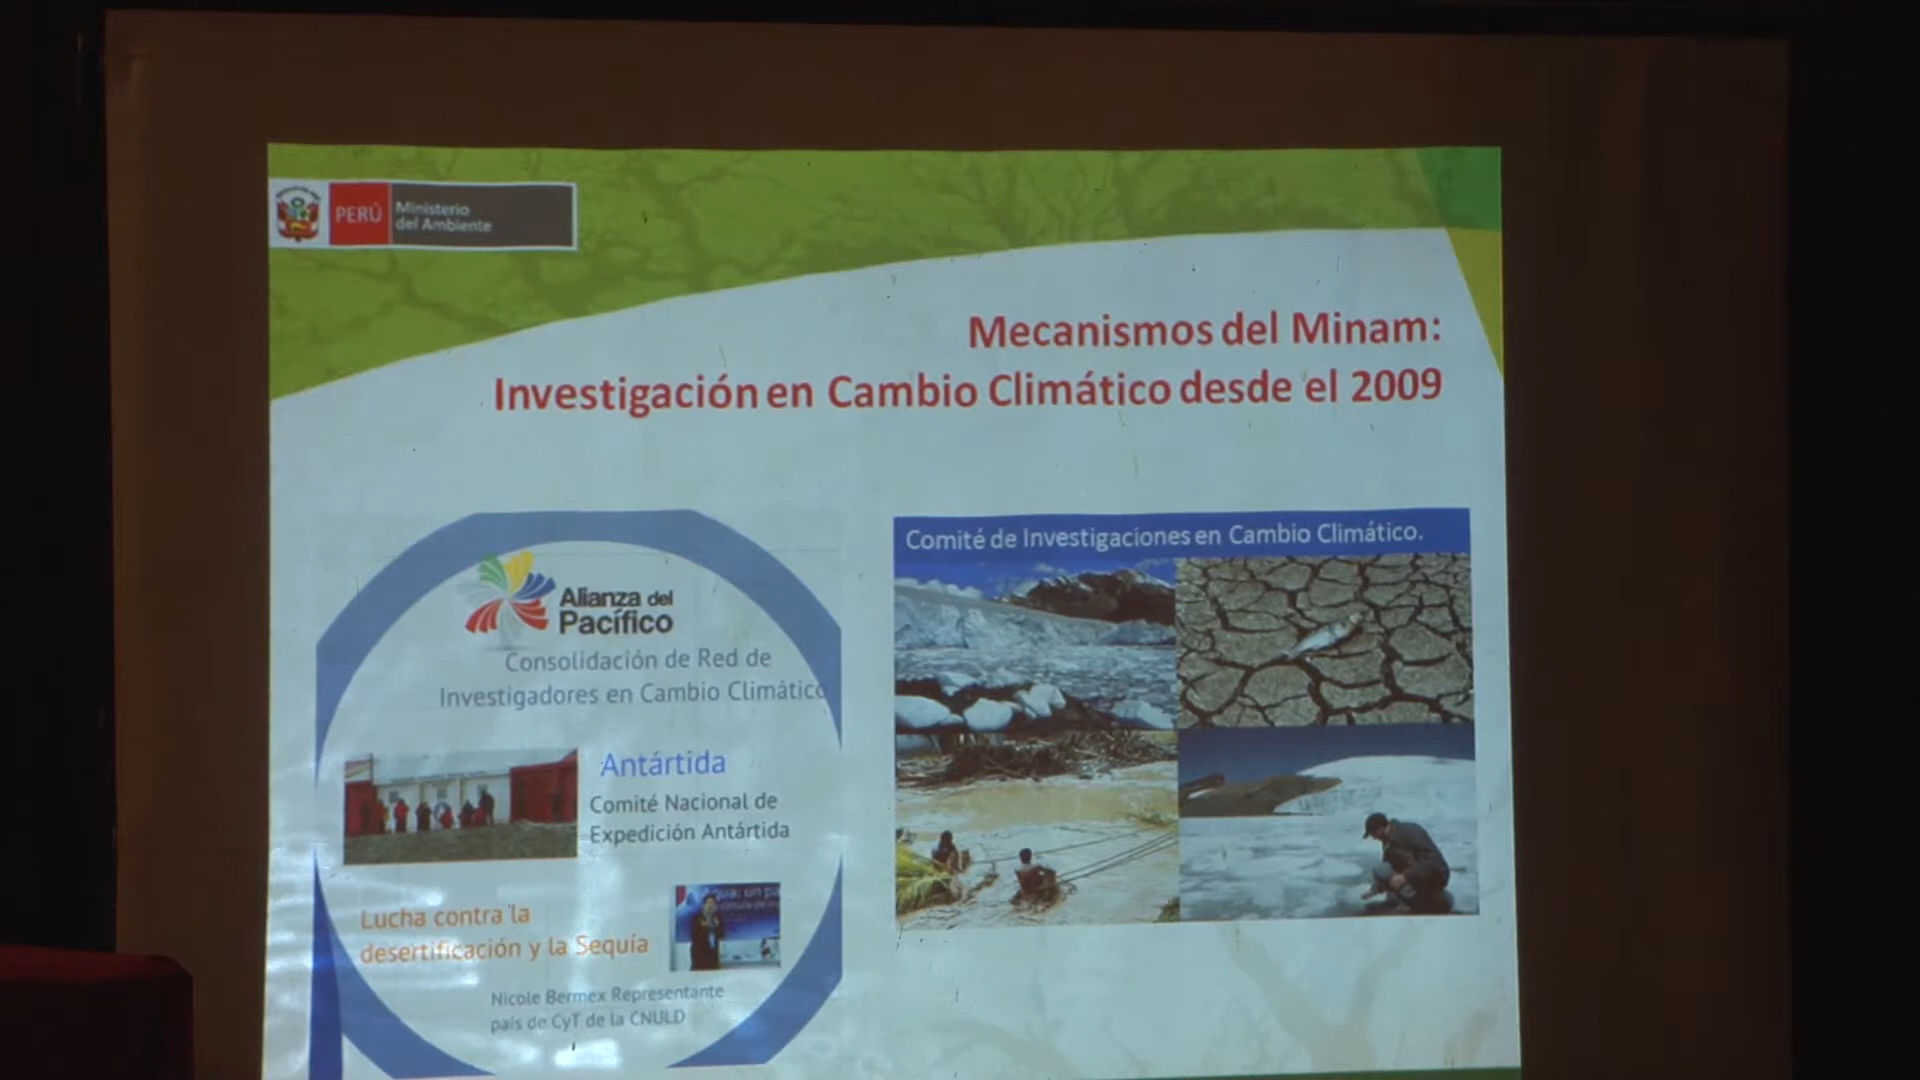 PERÚ
Ministerio
del Ambiente
Mecanismos del Minam:
Investigación en Cambio Climático desde el 2009
Alianza del
Pacífico
Consolidación de Red de
Investigadores en Cambio Climático
Antártida
Comité Nacional de
Expedición Antártida
Lucha contra la
desertificación y la Sequía
Nicole Bermex Representante
país de CyT de la CNULD
Comité de Investigaciones en Cambio Climático.